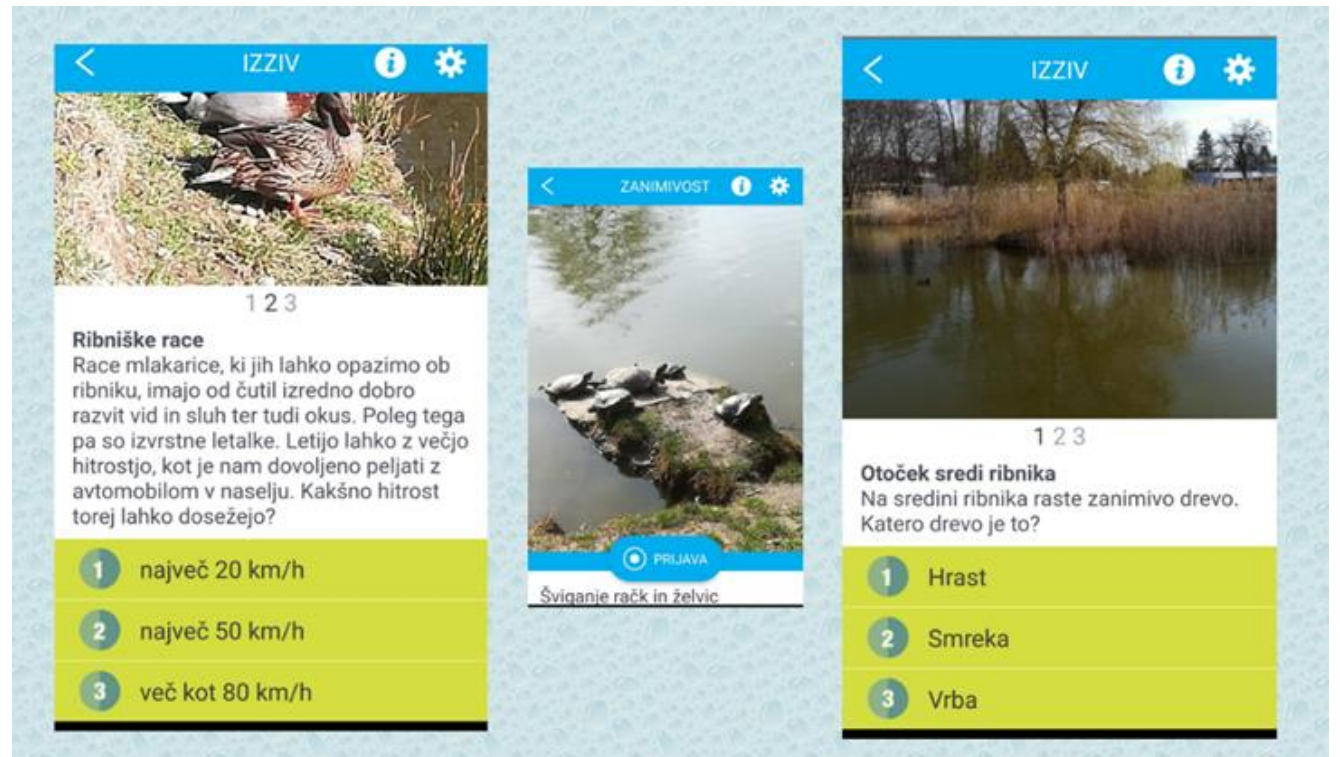 IZZIV
1 2 3
Ribniške race
Race mlakarice, ki jih lahko opazimo ob
ribniku, imajo od čutil izredno dobro
razvit vid in sluh ter tudi okus. Poleg tega
pa so izvrstne letalke. Letijo lahko z večjo
hitrostjo, kot je nam dovoljeno peljati z
avtomobilom v naselju. Kakšno hitrost
torej lahko dosežejo?
1 največ 20 km/h
2 največ 50 km/h
3 več kot 80 km/h
ZANIMIVOST
PRIJAVA
Šviganje račk in želvic
IZZIV
1 2 3
Otoček sredi ribnika
Na sredini ribnika raste zanimivo drevo.
Katero drevo je to?
1 Hrast
2 Smreka
3 Vrba